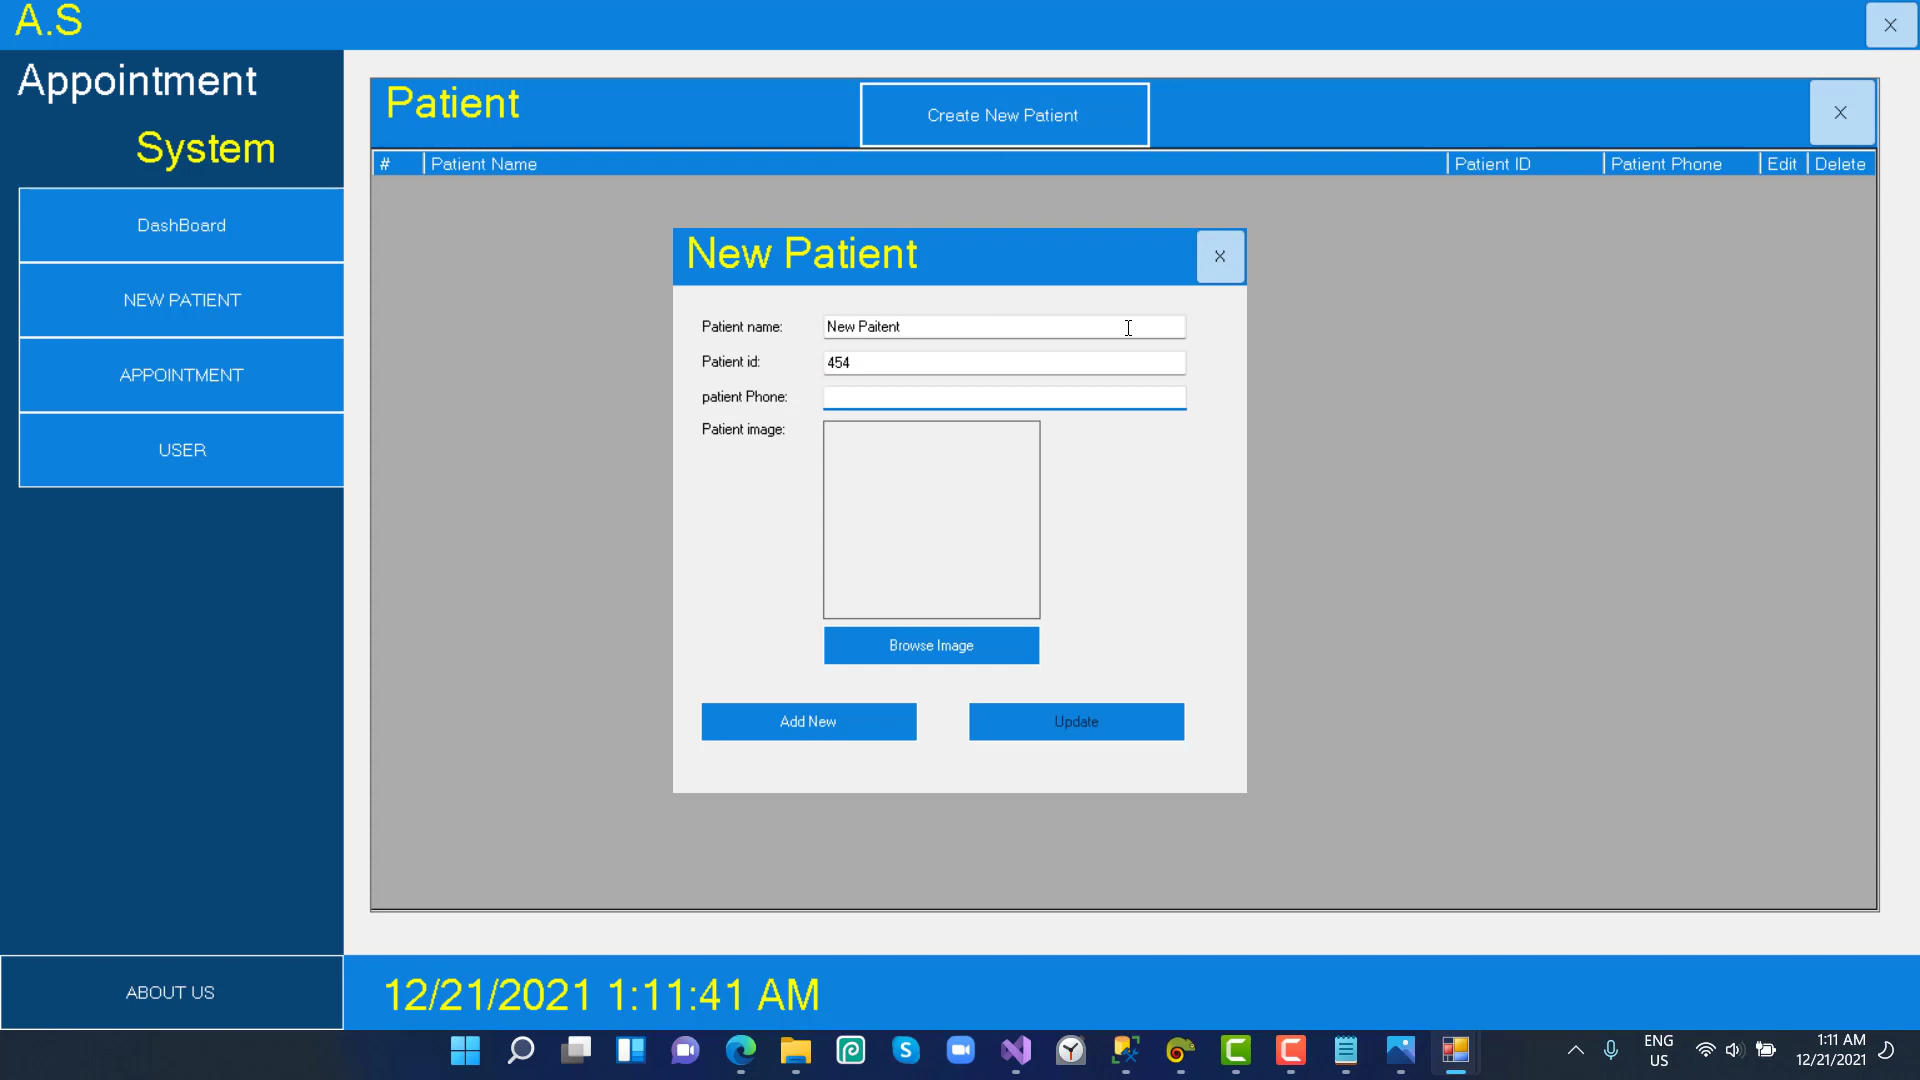 A.S
Appointment
System
DashBoard
NEW PATIENT
APPOINTMENT
USER
ABOUT US
Patient
Create New Patient
# Patient Name Patient ID Patient Phone Edit Delete
New Patient
Patient name: New Paitent
Patient id: 454
patient Phone:
Patient image:
Browse Image
Add New Update
12/21/2021 1:11:41 AM
ENG
US
1:11 AM
12/21/2021